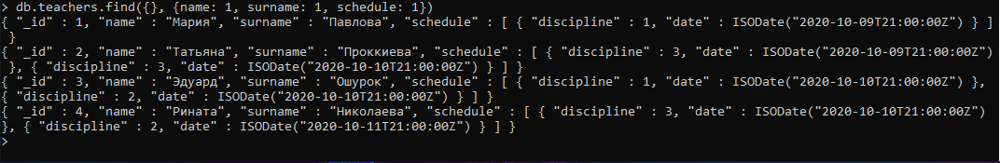 > db.teachers.find({}, {name: 1, surname: 1, schedule: 1})
{ "_id" : 1, "name" : "Мария", "surname" : "Павлова", "schedule" : [ { "discipline" : 1, "date" : ISODate("2020-10-09T21:00:00Z") } ]
 }
{ "_id" : 2, "name" : "Татьяна", "surname" : "Проккиева", "schedule" : [ { "discipline" : 3, "date" : ISODate("2020-10-09T21:00:00Z")
 }, { "discipline" : 3, "date" : ISODate("2020-10-10T21:00:00Z") } ] }
{ "_id" : 3, "name" : "Эдуард", "surname" : "Ошурок", "schedule" : [ { "discipline" : 1, "date" : ISODate("2020-10-10T21:00:00Z") },
{ "discipline" : 2, "date" : ISODate("2020-10-10T21:00:00Z") } ] }
{ "_id" : 4, "name" : "Рината", "surname" : "Николаева", "schedule" : [ { "discipline" : 3, "date" : ISODate("2020-10-10T21:00:00Z")
}, { "discipline" : 2, "date" : ISODate("2020-10-11T21:00:00Z") } ] }
>